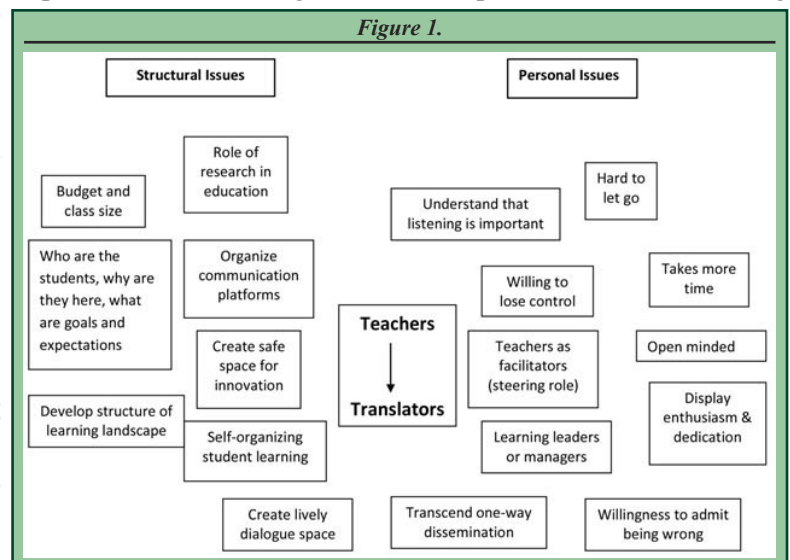 Figure 1.
Structural Issues
Personal Issues
Role of
research in
education
Budget and
class size
Hard to
let go
Understand that
listening is important
Who are the
students, why are
they here, what
are goals and
expectations
Organize
communication
platforms
Willing to
lose control
Takes more
time
Create safe
space for
innovation
Teachers
Translators
Teachers as
facilitators
(steering role)
Open minded
Develop structure of
learning landscape
Self-organizing
student learning
Learning leaders
or managers
Display
enthusiasm &
dedication
Create lively
dialogue space
Transcend one-way
dissemination
Willingness to admit
being wrong